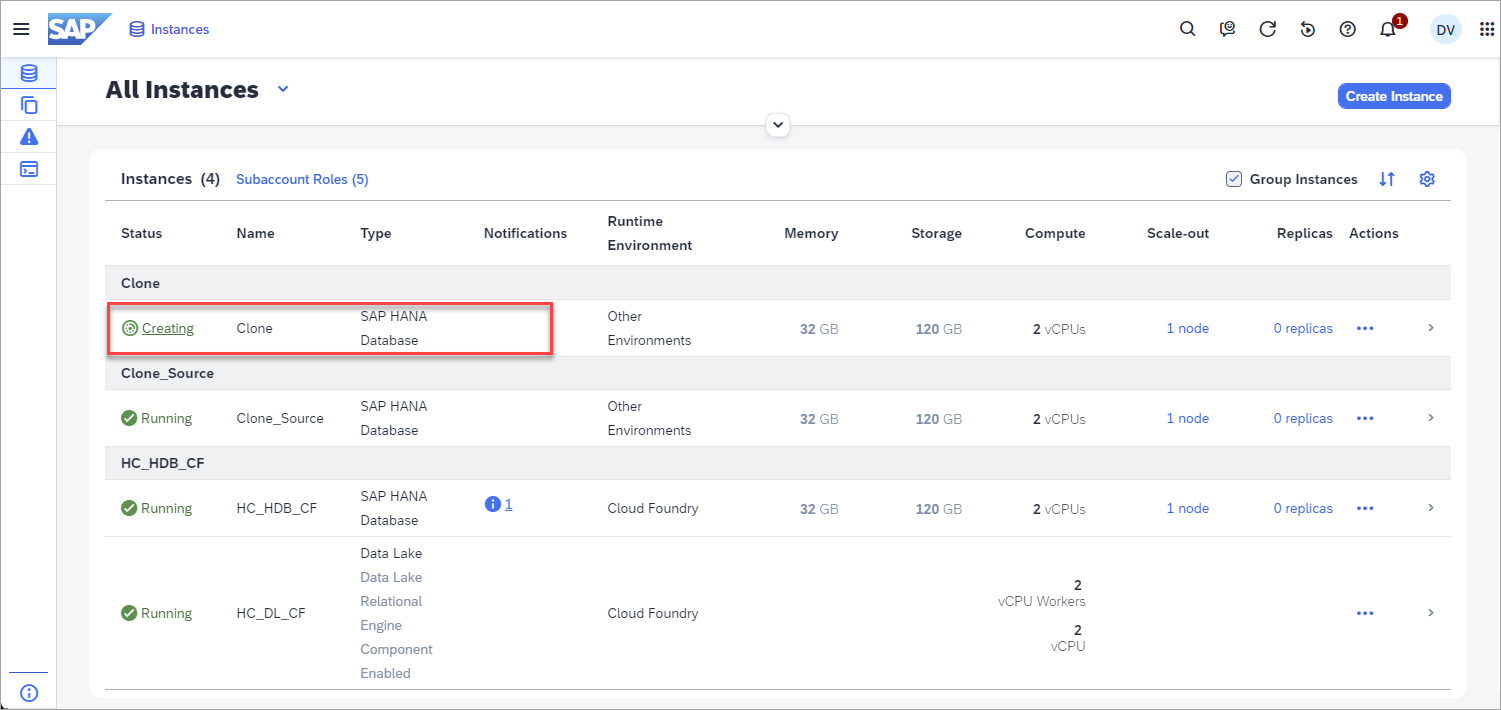 SAP Instances 1 DV
All Instances
Create Instance
Instances (4) Subaccount Roles (5) Group Instances
Status Name Type Notifications Runtime Environment Memory Storage Compute Scale-out Replicas Actions
Clone
Creating Clone SAP HANA Database Other Environments 32 GB 120 GB 2 vCPUs 1 node 0 replicas
Clone_Source
Running Clone_Source SAP HANA Database Other Environments 32 GB 120 GB 2 vCPUs 1 node 0 replicas
HC_HDB_CF
Running HC_HDB_CF SAP HANA Database 1 Cloud Foundry 32 GB 120 GB 2 vCPUs 1 node 0 replicas
Running HC_DL_CF Data Lake Data Lake Relational Engine Component Enabled Cloud Foundry 2 vCPU Workers 2 vCPU